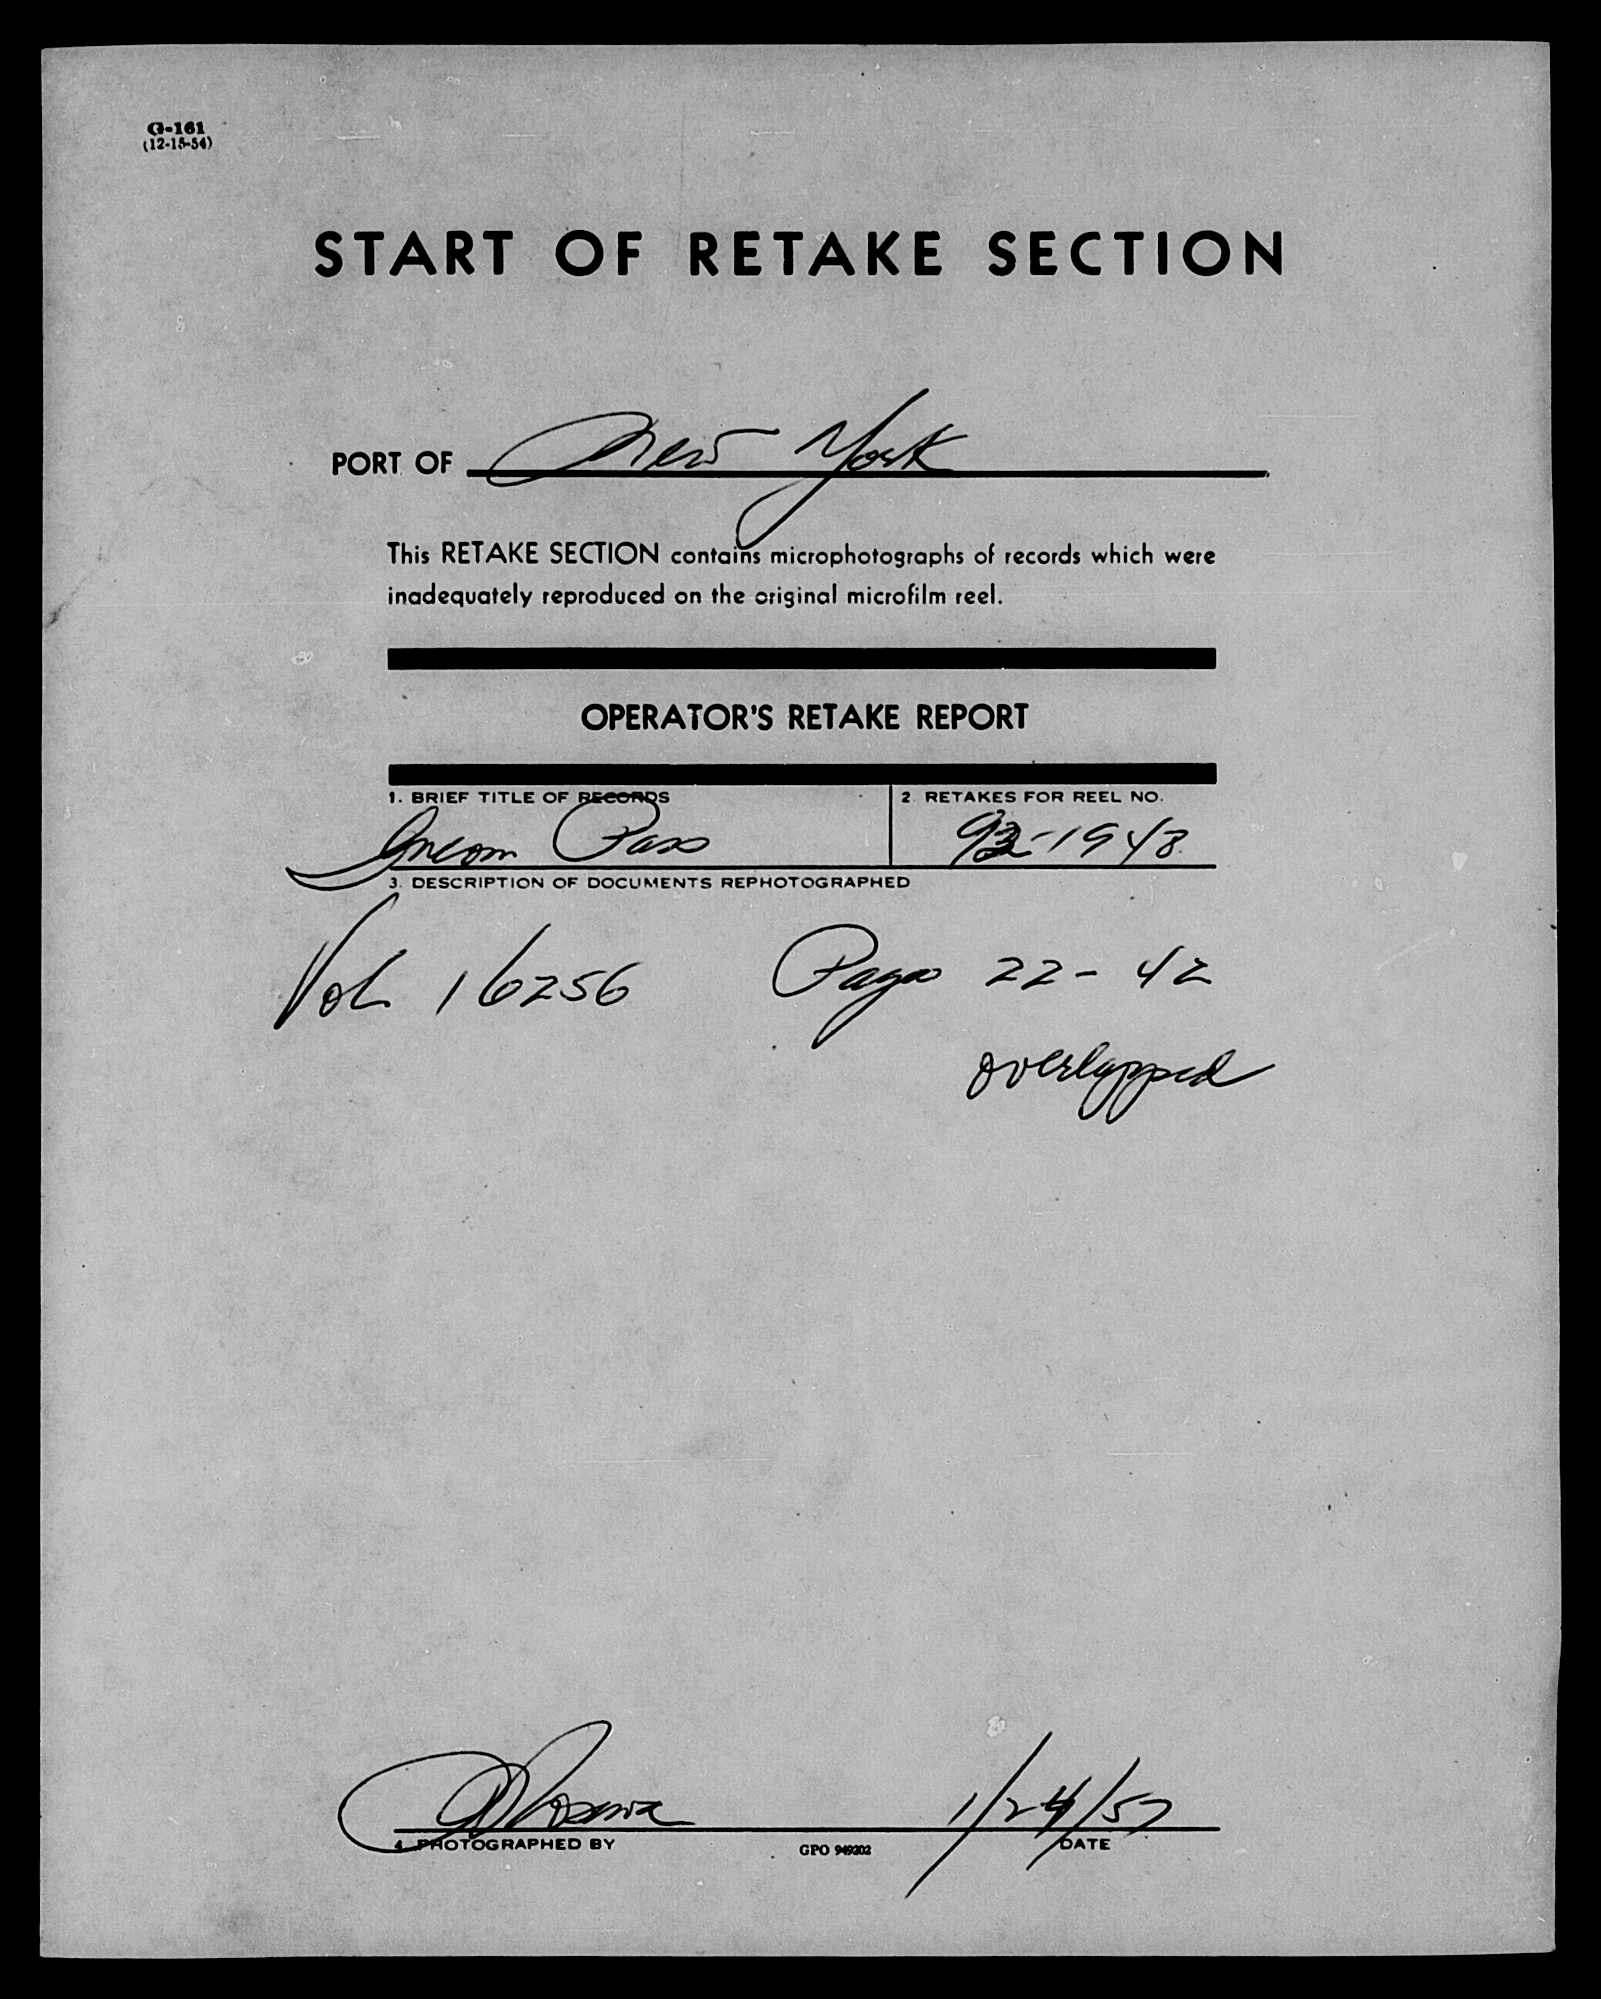 G-161
(12-15-54)
START OF RETAKE SECTION
PORT OF New York
This RETAKE SECTION contains microphotographs of records which were
inadequately reproduced on the original microfilm reel.
OPERATOR'S RETAKE REPORT
1. BRIEF TITLE OF RECORDS
Incom Pass
2. RETAKES FOR REEL NO.
-1948
3. DESCRIPTION OF DOCUMENTS REPHOTOGRAPHED
Vol. 16256 Pages 22-42
overlapped
1/24/57
4. PHOTOGRAPHED BY GPO 949202 DATE